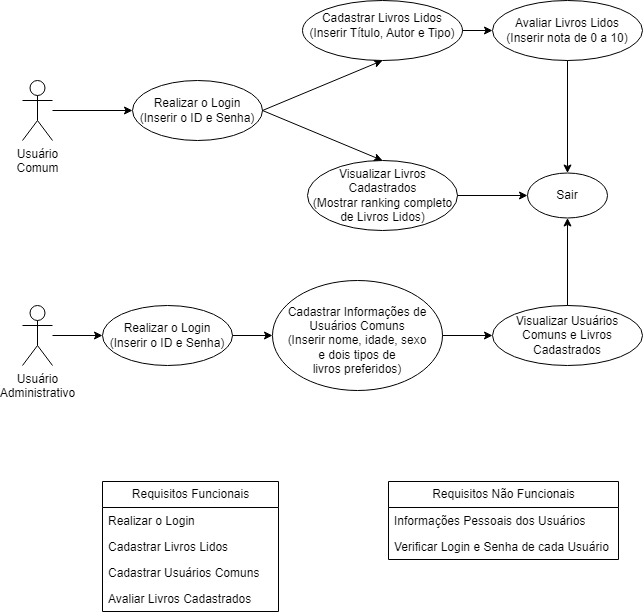 Cadastrar Livros Lidos
(Inserir Título, Autor e Tipo)
Avaliar Livros Lidos
(Inserir nota de 0 a 10)
Realizar o Login
(Inserir o ID e Senha)
Usuário
Comum
Visualizar Livros
Cadastrados
(Mostrar ranking completo
de Livros Lidos)
Sair
Realizar o Login
(Inserir o ID e Senha)
Cadastrar Informações de
Usuários Comuns
(Inserir nome, idade, sexo
e dois tipos de
livros preferidos)
Visualizar Usuários
Comuns e Livros
Cadastrados
Usuário
Administrativo
Requisitos Funcionais
Realizar o Login
Cadastrar Livros Lidos
Cadastrar Usuários Comuns
Avaliar Livros Cadastrados
Requisitos Não Funcionais
Informações Pessoais dos Usuários
Verificar Login e Senha de cada Usuário